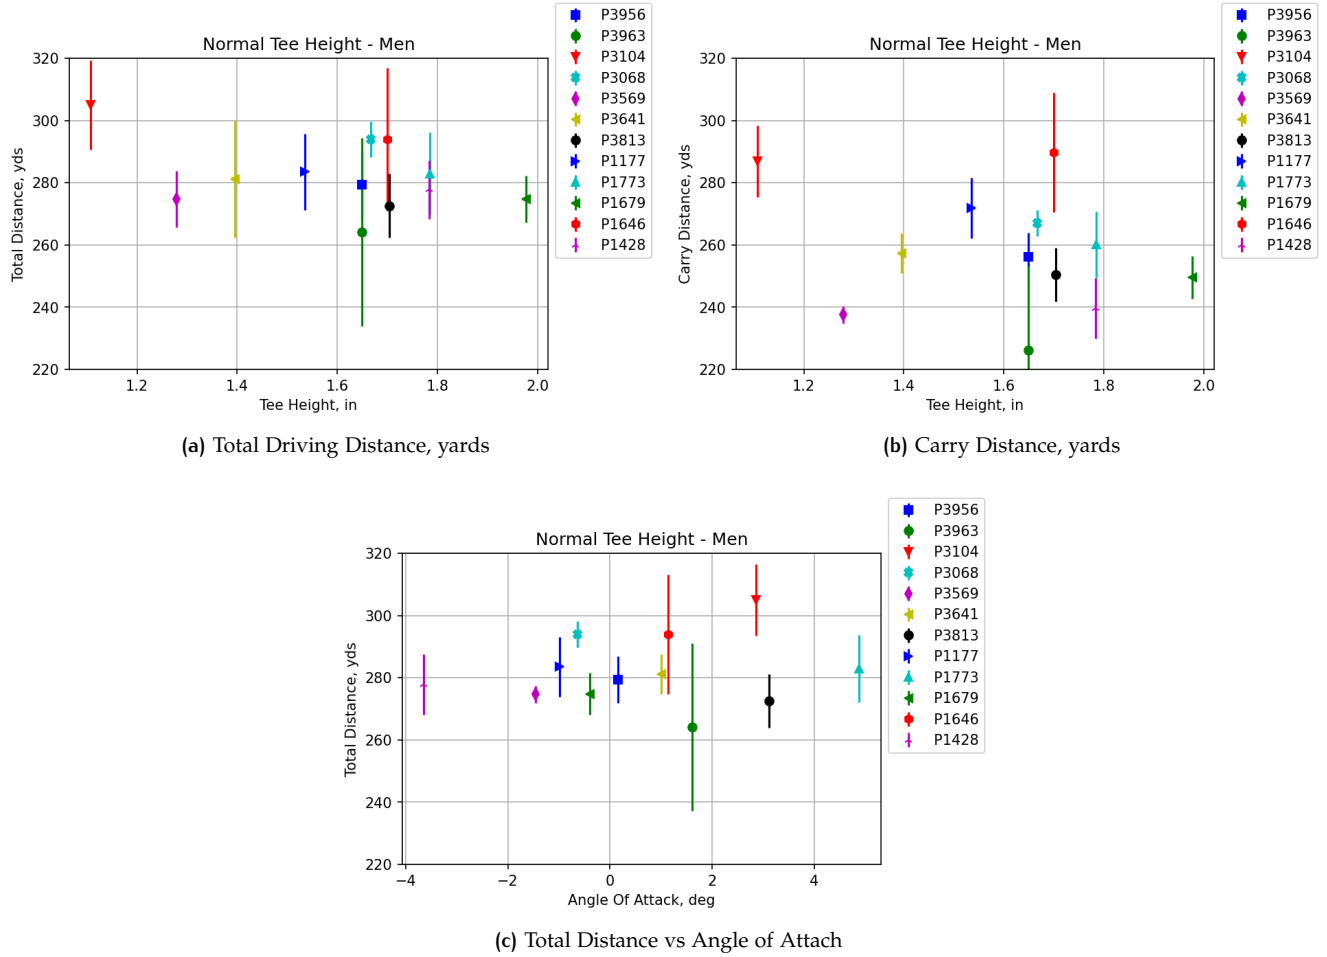 Normal Tee Height - Men
320
300
280
260
240
220
Total Distance, yds
1.2 1.4 1.6 1.8 2.0
Tee Height, in
P3956
P3963
P3104
P3068
P3569
P3641
P3813
P1177
P1773
P1679
P1646
P1428
(a) Total Driving Distance, yards
Normal Tee Height - Men
320
300
280
260
240
220
Carry Distance, yds
1.2 1.4 1.6 1.8 2.0
Tee Height, in
P3956
P3963
P3104
P3068
P3569
P3641
P3813
P1177
P1773
P1679
P1646
P1428
(b) Carry Distance, yards
Normal Tee Height - Men
320
300
280
260
240
220
Total Distance, yds
−4 −2 0 2 4
Angle Of Attack, deg
P3956
P3963
P3104
P3068
P3569
P3641
P3813
P1177
P1773
P1679
P1646
P1428
(c) Total Distance vs Angle of Attach